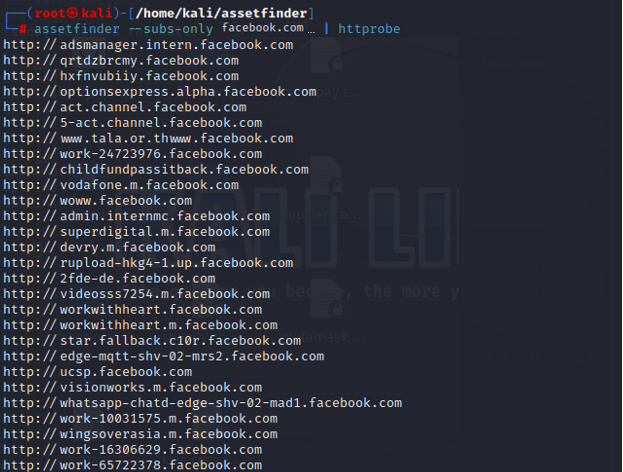 ┌──(root㉿kali)-[/home/kali/assetfinder]
└─# assetfinder --subs-only facebook.com … | httprobe
http://adsmanager.intern.facebook.com
http://qrtdzbrcmy.facebook.com
http://hxfnvubiiy.facebook.com
http://optionsexpress.alpha.facebook.com
http://act.channel.facebook.com
http://5-act.channel.facebook.com
http://www.tala.or.thwww.facebook.com
http://work-24723976.facebook.com
http://childfundpassitback.facebook.com
http://vodafone.m.facebook.com
http://woww.facebook.com
http://admin.internmc.facebook.com
http://superdigital.m.facebook.com
http://devry.m.facebook.com
http://rupload-hkg4-1.up.facebook.com
http://2fde-de.facebook.com
http://videosss7254.m.facebook.com
http://workwithheart.facebook.com
http://workwithheart.m.facebook.com
http://star.fallback.c10r.facebook.com
http://edge-mqtt-shv-02-mrs2.facebook.com
http://ucsp.facebook.com
http://visionworks.m.facebook.com
http://whatsapp-chatd-edge-shv-02-mad1.facebook.com
http://work-10031575.m.facebook.com
http://wingsoverasia.m.facebook.com
http://work-16306629.m.facebook.com
http://work-65722378.m.facebook.com